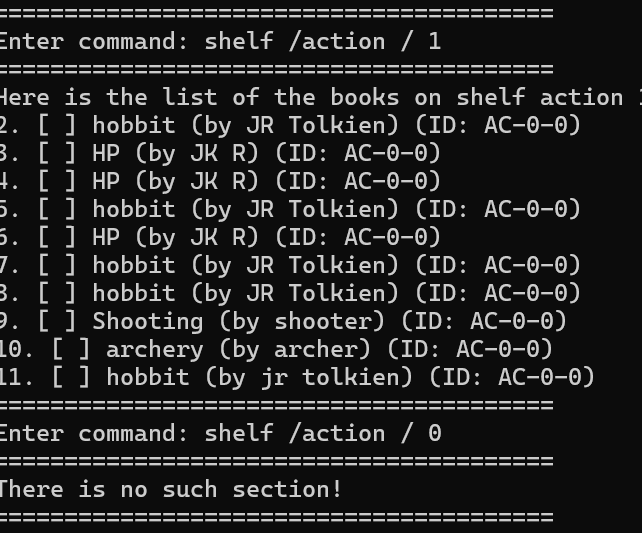 ==========================================
Enter command: shelf /action / 1
==========================================
Here is the list of the books on shelf action
2. [ ] hobbit (by JR Tolkien) (ID: AC-0-0)
3. [ ] HP (by JK R) (ID: AC-0-0)
4. [ ] HP (by JK R) (ID: AC-0-0)
5. [ ] hobbit (by JR Tolkien) (ID: AC-0-0)
6. [ ] HP (by JK R) (ID: AC-0-0)
7. [ ] hobbit (by JR Tolkien) (ID: AC-0-0)
8. [ ] hobbit (by JR Tolkien) (ID: AC-0-0)
9. [ ] Shooting (by shooter) (ID: AC-0-0)
10. [ ] archery (by archer) (ID: AC-0-0)
11. [ ] hobbit (by jr tolkien) (ID: AC-0-0)
==========================================
Enter command: shelf /action / 0
==========================================
There is no such section!
==========================================